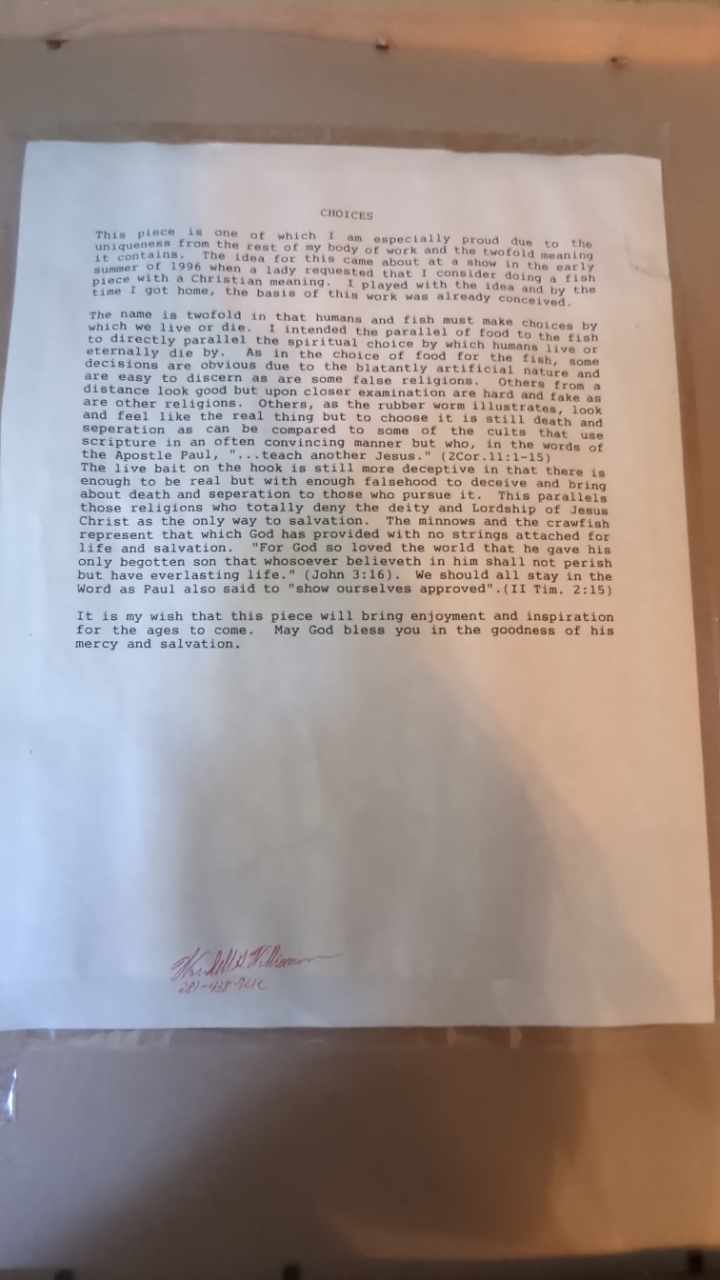 CHOICES
This piece is one of which I am especially proud due to the
uniqueness from the rest of my body of work and the twofold meaning
it contains. The idea for this came about at a show in the early
summer of 1996 when a lady requested that I consider doing a fish
piece with a Christian meaning. I played with the idea and by the
time I got home, the basis of this work was already conceived.
The name is twofold in that humans and fish must make choices by
which we live or die. I intended the parallel of food to the fish
to directly parallel the spiritual choice by which humans live or
eternally die by. As in the choice of food for the fish, some
decisions are obvious due to the blatantly artificial nature and
are easy to discern as are some false religions. Others from a
distance look good but upon closer examination are hard and fake as
are other religions. Others, as the rubber worm illustrates, look
and feel like the real thing but to choose it is still death and
seperation as can be compared to some of the cults that use
scripture in an often convincing manner but who, in the words of
the Apostle Paul, "...teach another Jesus." (2Cor.11:1-15)
The live bait on the hook is still more deceptive in that there is
enough to be real but with enough falsehood to deceive and bring
about death and seperation to those who pursue it. This parallels
those religions who totally deny the deity and Lordship of Jesus
Christ as the only way to salvation. The minnows and the crawfish
represent that which God has provided with no strings attached for
life and salvation. "For God so loved the world that he gave his
only begotten son that whosoever believeth in him shall not perish
but have everlasting life." (John 3:16). We should all stay in the
Word as Paul also said to "show ourselves approved".(II Tim. 2:15)
It is my wish that this piece will bring enjoyment and inspiration
for the ages to come. May God bless you in the goodness of his
mercy and salvation.